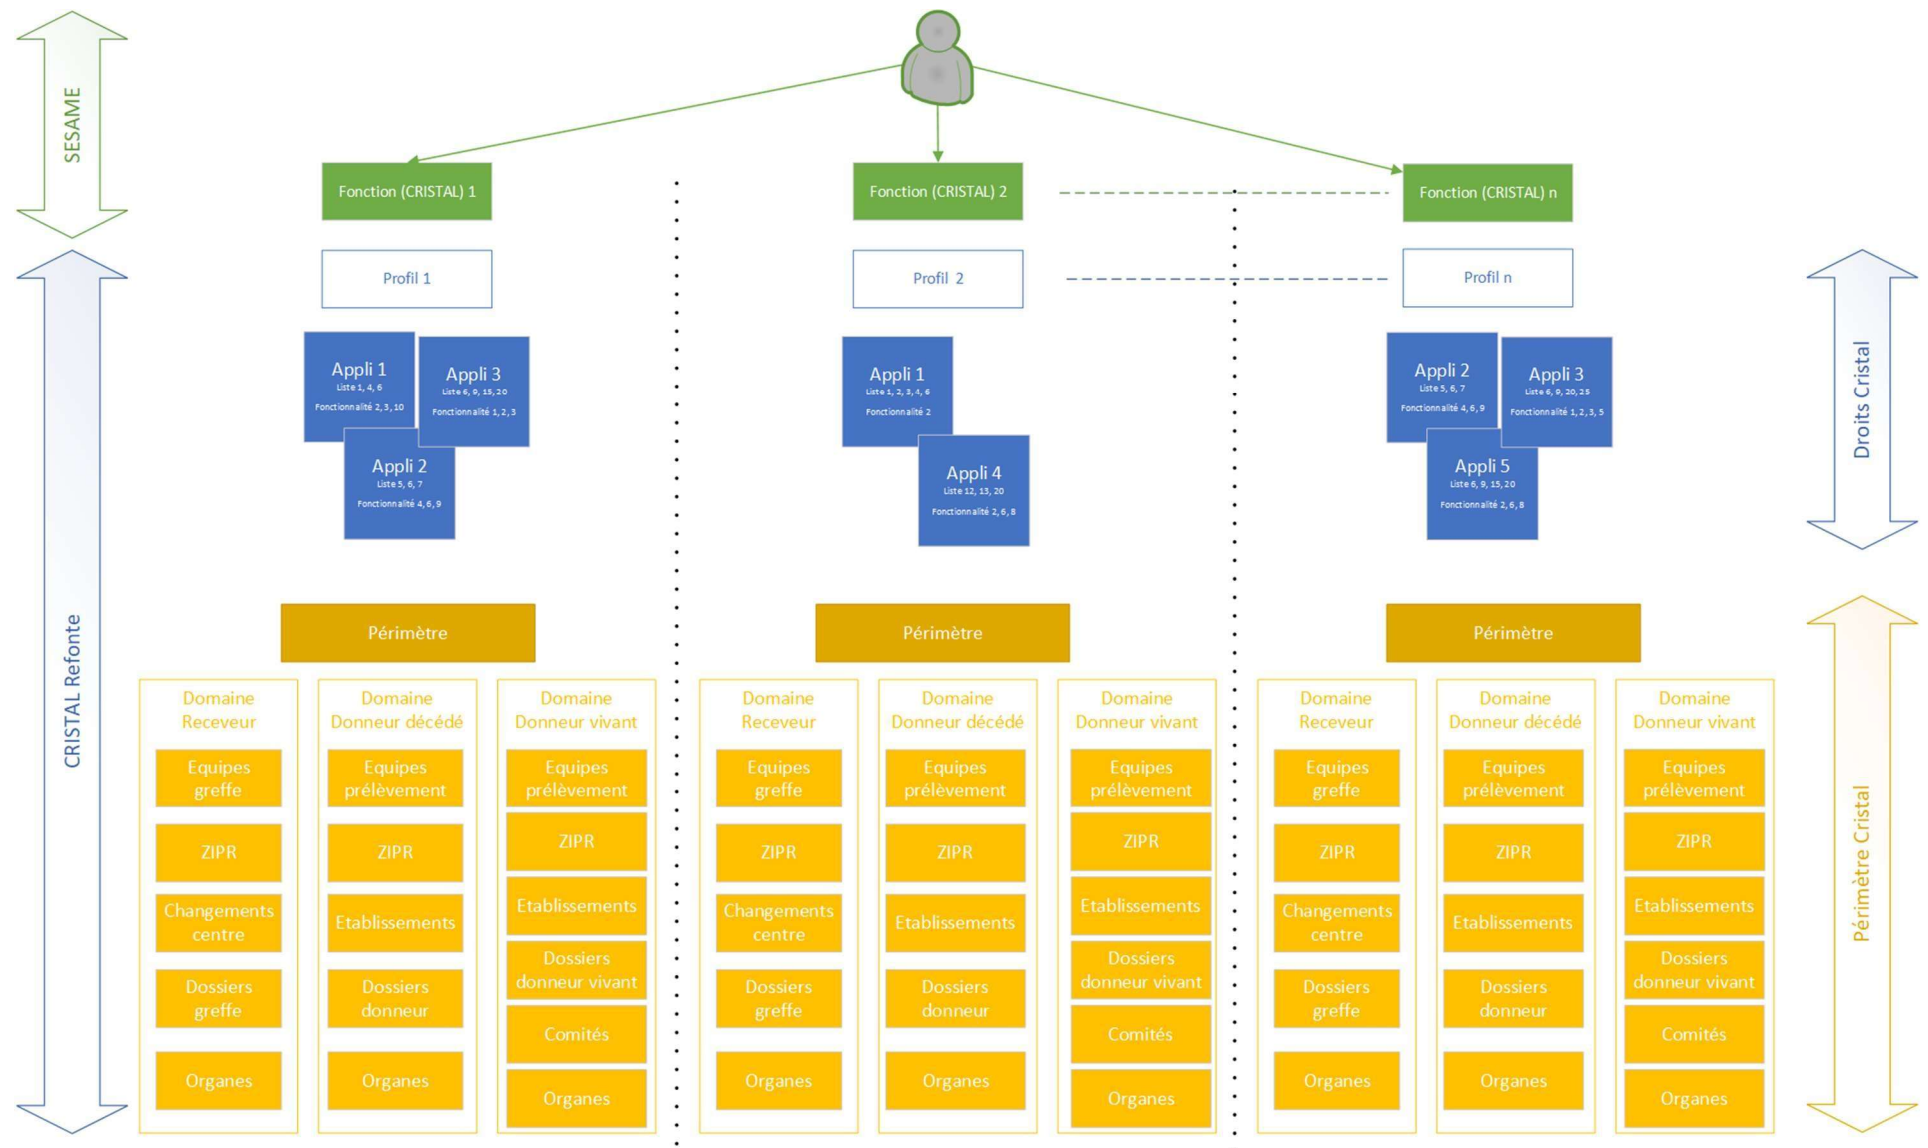 SESAME
Fonction (CRISTAL) 1
Fonction (CRISTAL) 2
Fonction (CRISTAL) n
CRISTAL Refonte
Profil 1
Profil 2
Profil n
Droits Cristal
Appli 1
Liste 1, 4, 6
Fonctionnalité 2, 3, 10
Appli 3
Liste 6, 9, 15, 20
Fonctionnalité 1, 2, 3
Appli 2
Liste 5, 6, 7
Fonctionnalité 4, 6, 9
Appli 1
Liste 1, 2, 3, 4, 6
Fonctionnalité 2
Appli 4
Liste 12, 13, 20
Fonctionnalité 2, 6, 8
Appli 2
Liste 5, 6, 7
Fonctionnalité 4, 6, 9
Appli 3
Liste 6, 9, 20, 25
Fonctionnalité 1, 2, 3, 5
Appli 5
Liste 6, 9, 15, 20
Fonctionnalité 2, 6, 8
Périmètre Cristal
Périmètre
Domaine
Receveur
Equipes
greffe
ZIPR
Changements
centre
Dossiers
greffe
Organes
Domaine
Donneur décédé
Equipes
prélèvement
ZIPR
Etablissements
Dossiers
donneur
Organes
Domaine
Donneur vivant
Equipes
prélèvement
ZIPR
Etablissements
Dossiers
donneur vivant
Comités
Organes
Périmètre
Domaine
Receveur
Equipes
greffe
ZIPR
Changements
centre
Dossiers
greffe
Organes
Domaine
Donneur décédé
Equipes
prélèvement
ZIPR
Etablissements
Dossiers
donneur
Organes
Domaine
Donneur vivant
Equipes
prélèvement
ZIPR
Etablissements
Dossiers
donneur vivant
Comités
Organes
Périmètre
Domaine
Receveur
Equipes
greffe
ZIPR
Changements
centre
Dossiers
greffe
Organes
Domaine
Donneur décédé
Equipes
prélèvement
ZIPR
Etablissements
Dossiers
donneur
Organes
Domaine
Donneur vivant
Equipes
prélèvement
ZIPR
Etablissements
Dossiers
donneur vivant
Comités
Organes